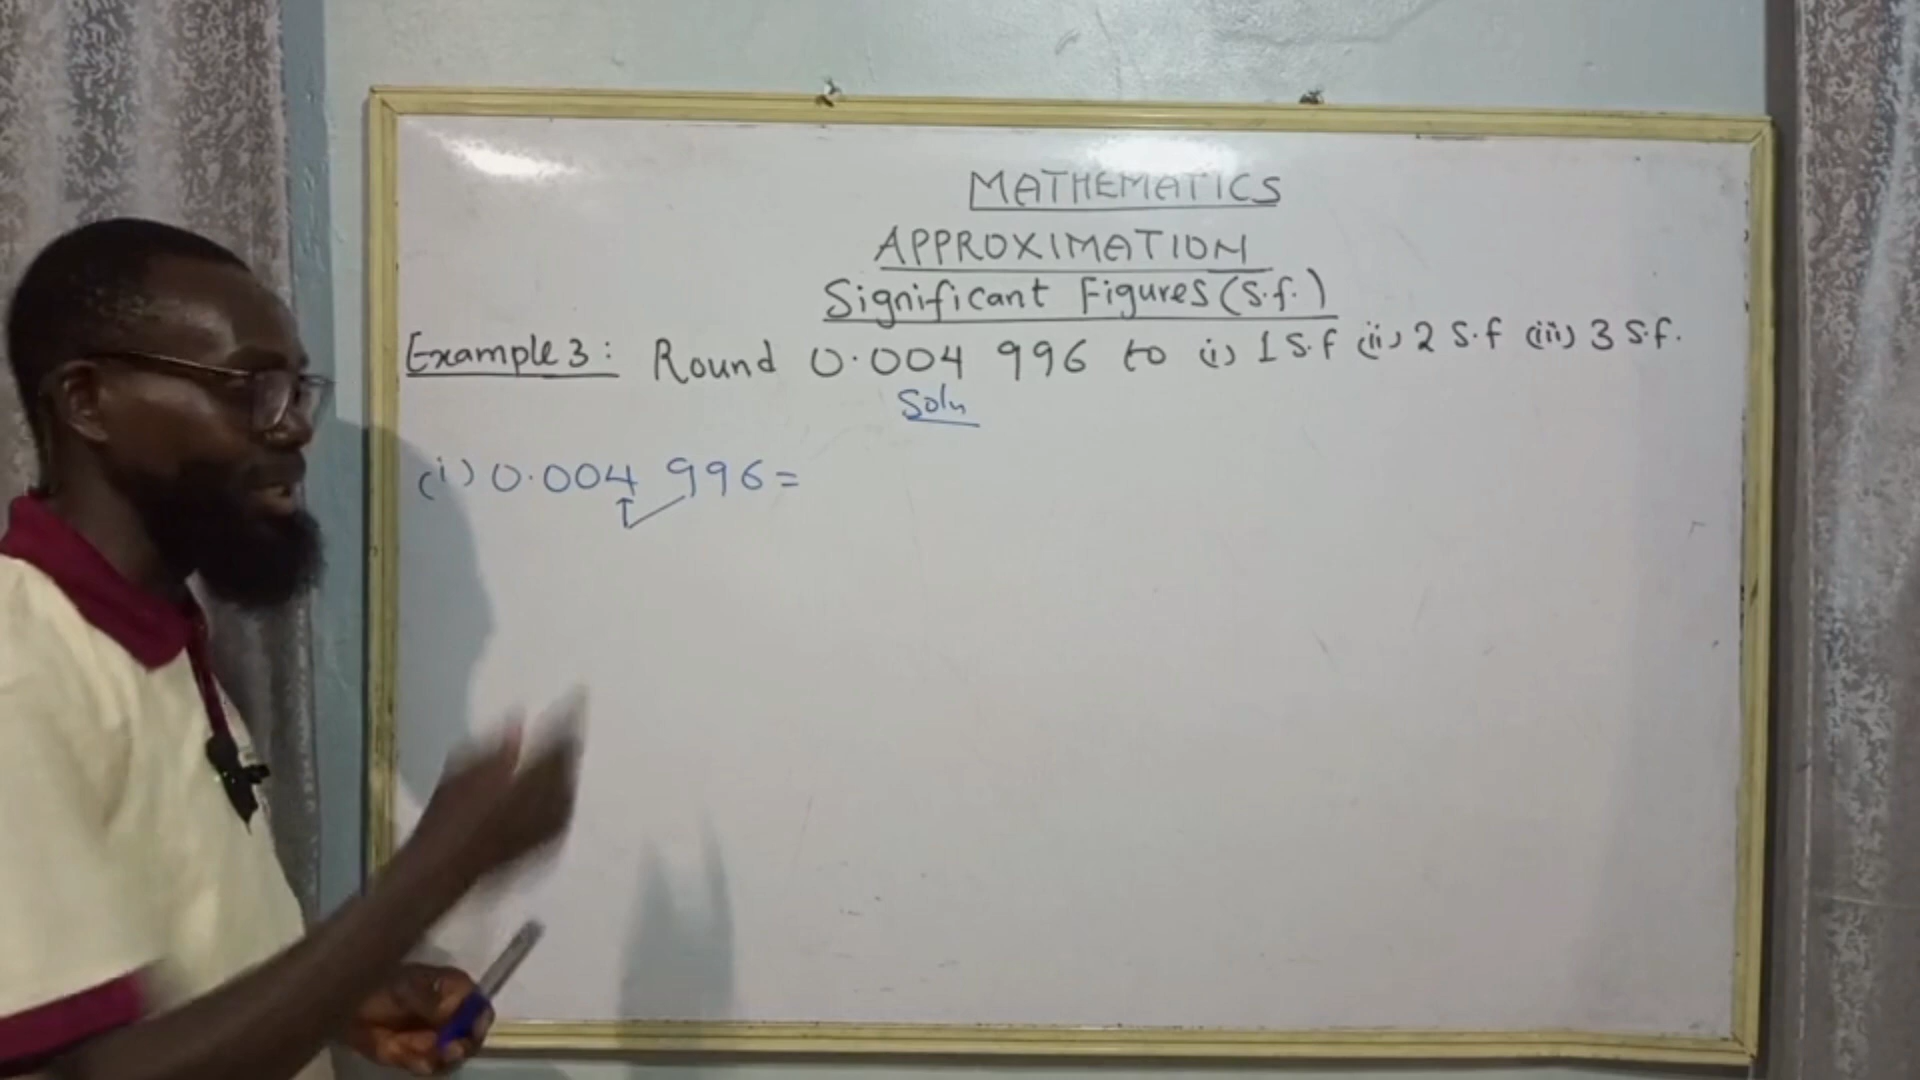 MATHEMATICS
APPROXIMATION
Significant Figures (s.f.)
Example 3: Round 0.004 996 to (i) 1 s.f (ii) 2 s.f (iii) 3 s.f.
Soln
(i) 0.004 996 =